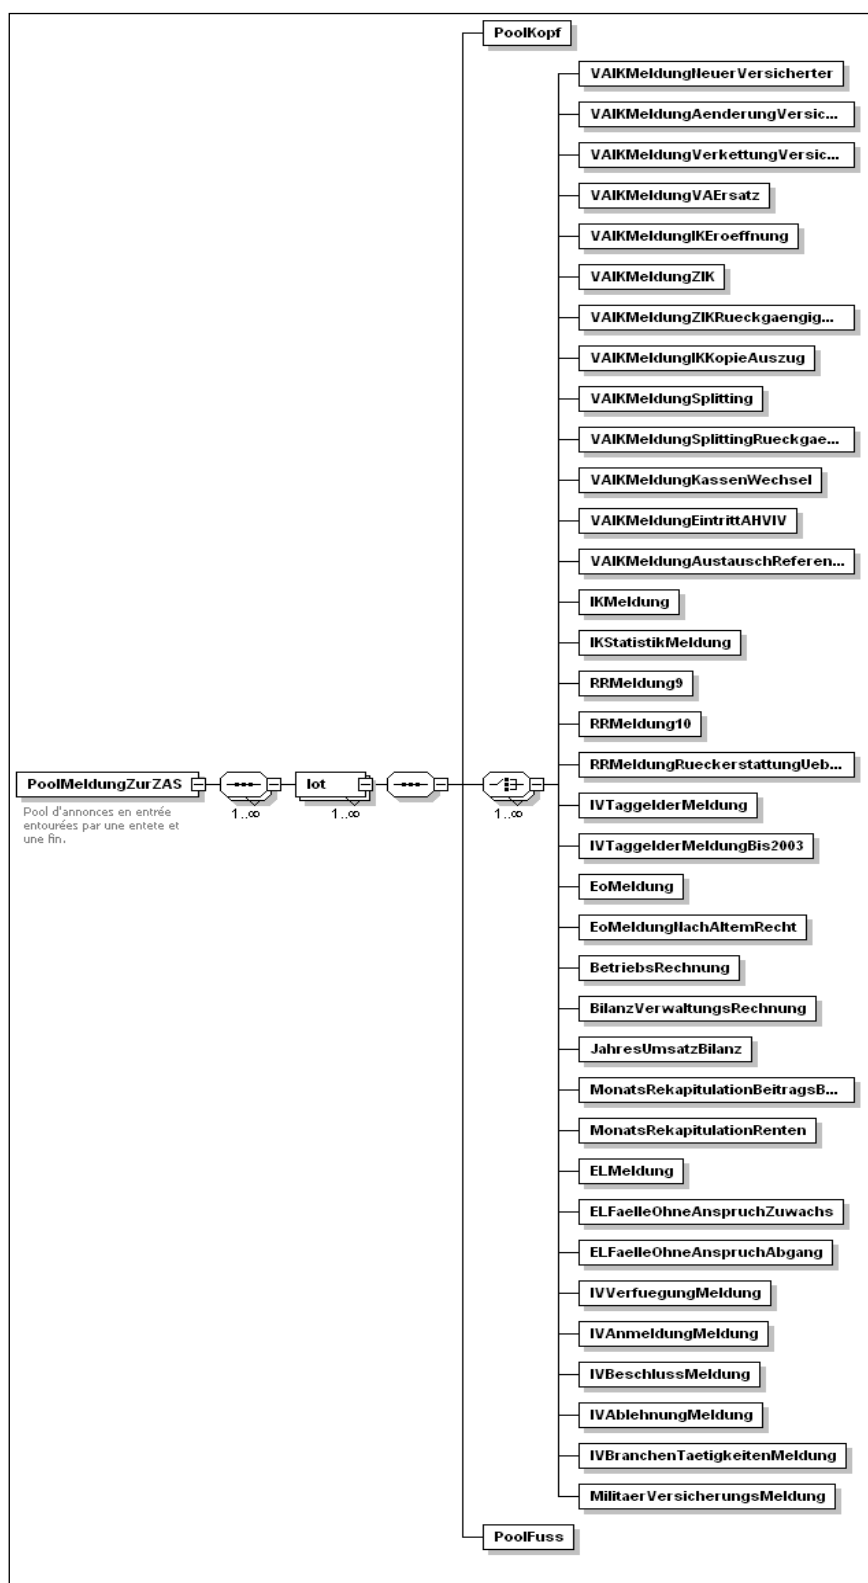 PoolKopf
VAIKMeldungNeuerVersicherter
VAIKMeldungAenderungVersic...
VAIKMeldungVerkettungVersic...
VAIKMeldungVAErsatz
VAIKMeldungIKEroeffnung
VAIKMeldungZIK
VAIKMeldungZIKRueckgaengig...
VAIKMeldungIKKopieAuszug
VAIKMeldungSplitting
VAIKMeldungSplittingRueckgae...
VAIKMeldungKassenWechsel
VAIKMeldungEintrittAHVIV
VAIKMeldungAustauschReferen...
IKMeldung
IKStatistikMeldung
RRMeldung9
RRMeldung10
RRMeldungRueckerstattungUeb...
PoolMeldungZurZAS
lot
Pool d'annonces en entrée
entourées par une entete et
une fin.
1..∞
1..∞
1..∞
IVTaggelderMeldung
IVTaggelderMeldungBis2003
EoMeldung
EoMeldungNachAltemRecht
BetriebsRechnung
BilanzVerwaltungsRechnung
JahresUmsatzBilanz
MonatsRekapitulationBeitragsB...
MonatsRekapitulationRenten
ELMeldung
ELFaelleOhneAnspruchZuwachs
ELFaelleOhneAnspruchAbgang
IVVerfuegungMeldung
IVAnmeldungMeldung
IVBeschlussMeldung
IVAblehnungMeldung
IVBranchenTaetigkeitenMeldung
MilitaerVersicherungsMeldung
PoolFuss